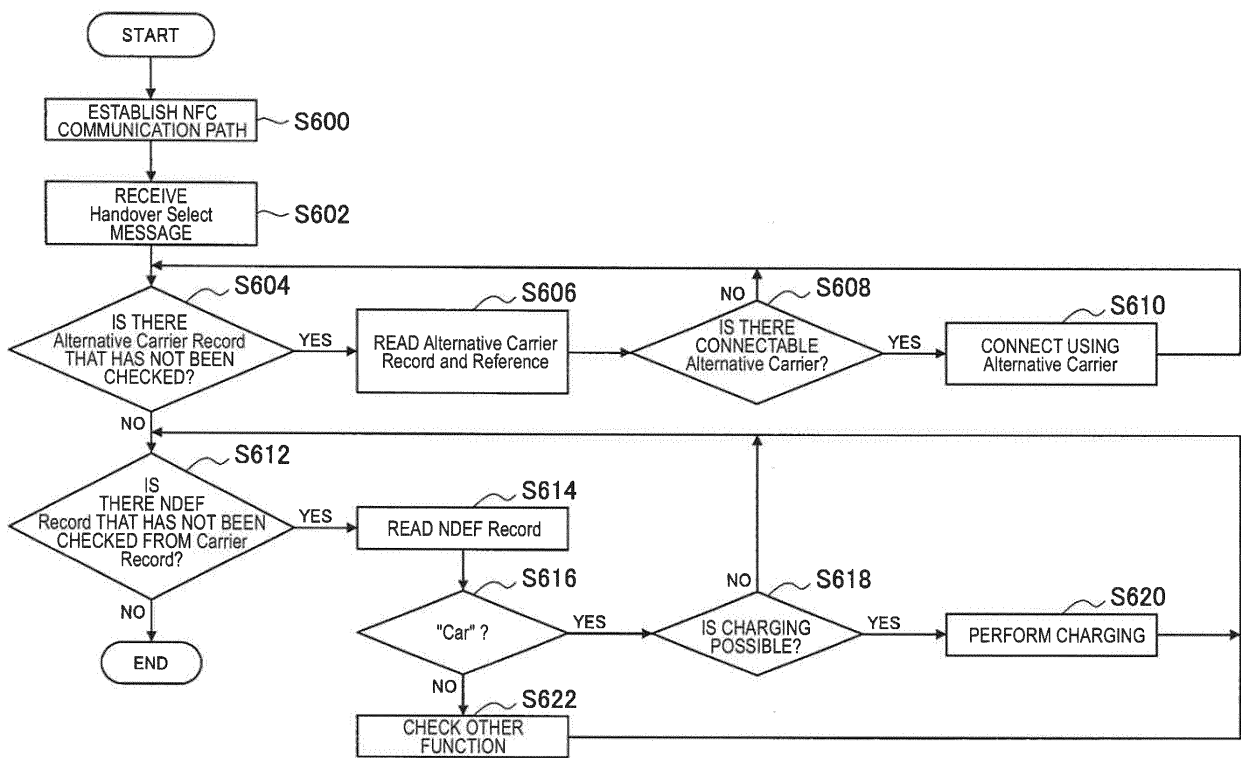 START
ESTABLISH NFC
COMMUNICATION PATH
S600
RECEIVE
Handover Select
MESSAGE
S602
S604
IS THERE
Alternative Carrier Record
THAT HAS NOT BEEN
CHECKED?
YES
NO
S606
READ Alternative Carrier
Record and Reference
NO
S608
IS THERE
CONNECTABLE
Alternative Carrier?
YES
S610
CONNECT USING
Alternative Carrier
S612
IS
THERE NDEF
Record THAT HAS NOT BEEN
CHECKED FROM Carrier
Record?
YES
NO
END
S614
READ NDEF Record
S616
"Car" ?
YES
NO
NO
S618
IS CHARGING
POSSIBLE?
YES
S620
PERFORM CHARGING
S622
CHECK OTHER
FUNCTION